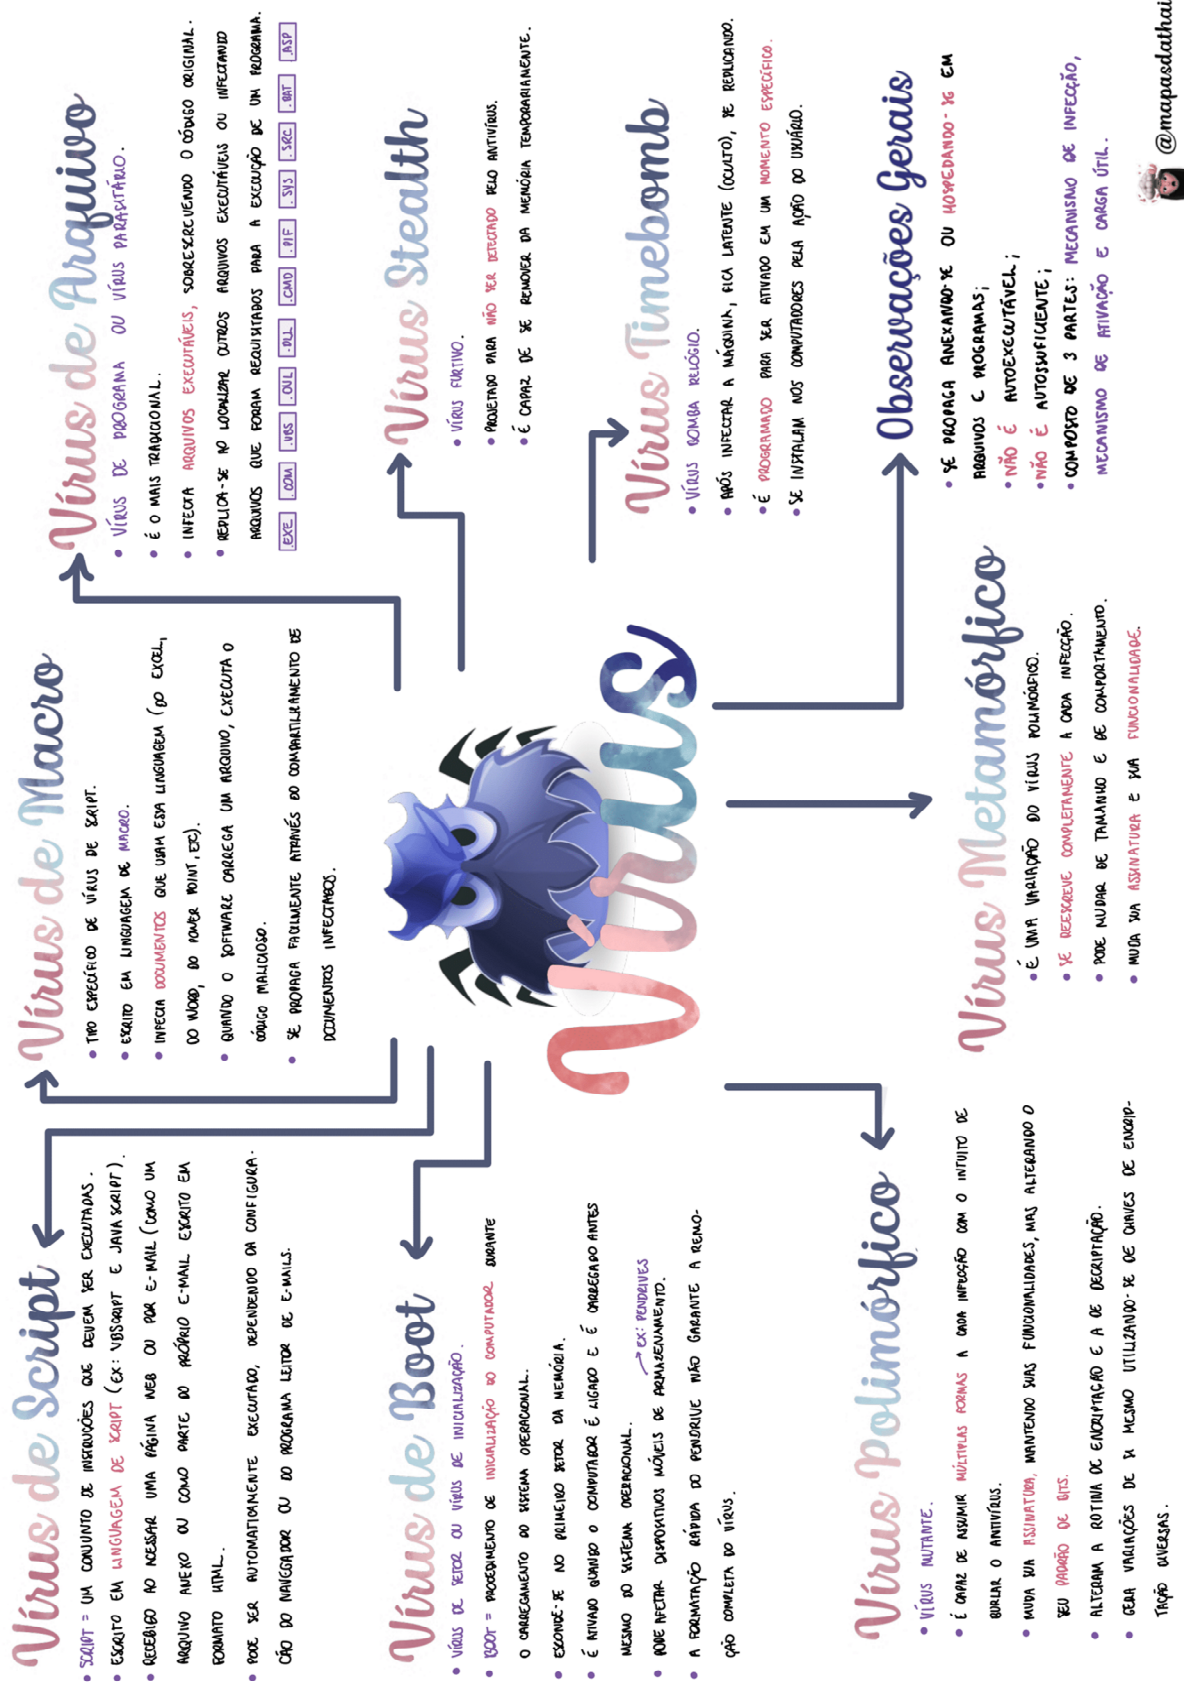 Vírus de Script
• SCRIPT = UM CONJUNTO DE INSTRUÇÕES QUE DEVEM SER EXECUTADAS.
• ESCRITO EM LINGUAGEM DE SCRIPT (EX: VBSCRIPT E JAVA SCRIPT).
• RECEBIDO AO ACESSAR UMA PÁGINA WEB OU POR E-MAIL (COMO UM
ARQUIVO ANEXO OU COMO PARTE DO PRÓPRIO E-MAIL ESCRITO EM
FORMATO HTML.
• PODE SER AUTOMATICAMENTE EXECUTADO, DEPENDENDO DA CONFIGURA-
ÇÃO DO NAVEGADOR OU DO PROGRAMA LEITOR DE E-MAILS.
Vírus de Macro
• TIPO ESPECÍFICO DE VÍRUS DE SCRIPT.
• ESCRITO EM LINGUAGEM DE MACRO.
• INFECTA DOCUMENTOS QUE USAM ESSA LINGUAGEM (DO EXCEL,
DO WORD, DO POWER POINT, ETC).
• QUANDO O SOFTWARE CARREGA UM ARQUIVO, EXECUTA O
CÓDIGO MALICIOSO.
• SE PROPAGA FACILMENTE ATRAVÉS DO COMPARTILHAMENTO DE
DOCUMENTOS INFECTADOS.
Vírus de Arquivo
• VÍRUS DE PROGRAMA OU VÍRUS PARASITÁRIO.
• É O MAIS TRADICIONAL.
• INFECTA ARQUIVOS EXECUTÁVEIS, SOBRESCREVENDO O CÓDIGO ORIGINAL.
• REPLICA-SE AO LOCALIZAR OUTROS ARQUIVOS EXECUTÁVEIS OU INFECTANDO
ARQUIVOS QUE FORAM REQUISITADOS PARA A EXECUÇÃO DE UM PROGRAMA.
.EXE .COM .VBS .OUL .DLL .CMD .PIF .SYS .SRC .BAT .ASP
Vírus de Boot
• VÍRUS DE SETOR OU VÍRUS DE INICIALIZAÇÃO.
• BOOT = PROCEDIMENTO DE INICIALIZAÇÃO DO COMPUTADOR DURANTE
O CARREGAMENTO DO SISTEMA OPERACIONAL.
• ESCONDE-SE NO PRIMEIRO SETOR DA MEMÓRIA.
• É ATIVADO QUANDO O COMPUTADOR É LIGADO E É CARREGADO ANTES
MESMO DO SISTEMA OPERACIONAL.
EX: PENDRIVES
• PODE AFETAR DISPOSITIVOS MÓVEIS DE ARMAZENAMENTO.
• A FORMATAÇÃO RÁPIDA DO PENDRIVE NÃO GARANTE A REMO-
ÇÃO COMPLETA DO VÍRUS.
Vírus
Vírus Stealth
• VÍRUS FURTIVO.
• PROJETADO PARA NÃO SER DETECTADO PELO ANTIVÍRUS.
• É CAPAZ DE SE REMOVER DA MEMÓRIA TEMPORARIAMENTE.
Vírus Timebomb
• VÍRUS BOMBA RELÓGIO.
• APÓS INFECTAR A MÁQUINA, FICA LATENTE (OCULTO), SE REPLICANDO.
• É PROGRAMADO PARA SER ATIVADO EM UM MOMENTO ESPECÍFICO.
• SE INSTALAM NOS COMPUTADORES PELA AÇÃO DO USUÁRIO.
Vírus Polimórfico
• VÍRUS MUTANTE.
• É CAPAZ DE ASSUMIR MÚLTIPLAS FORMAS A CADA INFECÇÃO COM O INTUITO DE
BURLAR O ANTIVÍRUS.
• MUDA SUA ASSINATURA, MANTENDO SUAS FUNCIONALIDADES, MAS ALTERANDO O
SEU PADRÃO DE BITS.
• ALTERAM A ROTINA DE ENCRIPTAÇÃO E A DE DECRIPTAÇÃO.
• GERA VARIAÇÕES DE SI MESMO UTILIZANDO-SE DE CHAVES DE ENCRIP-
TAÇÃO DIVERSAS.
Vírus Metamórfico
• É UMA VARIAÇÃO DO VÍRUS POLIMÓRFICO.
• SE REESCREVE COMPLETAMENTE A CADA INFECÇÃO.
• PODE MUDAR DE TAMANHO E DE COMPORTAMENTO.
• MUDA SUA ASSINATURA E SUA FUNCIONALIDADE.
Observações Gerais
• SE PROPAGA ANEXANDO-SE OU HOSPEDANDO-SE EM
ARQUIVOS E PROGRAMAS;
• NÃO É AUTOEXECUTÁVEL;
• NÃO É AUTOSSUFICIENTE;
• COMPOSTO DE 3 PARTES: MECANISMO DE INFECÇÃO,
MECANISMO DE ATIVAÇÃO E CARGA ÚTIL.
@mapasdathai